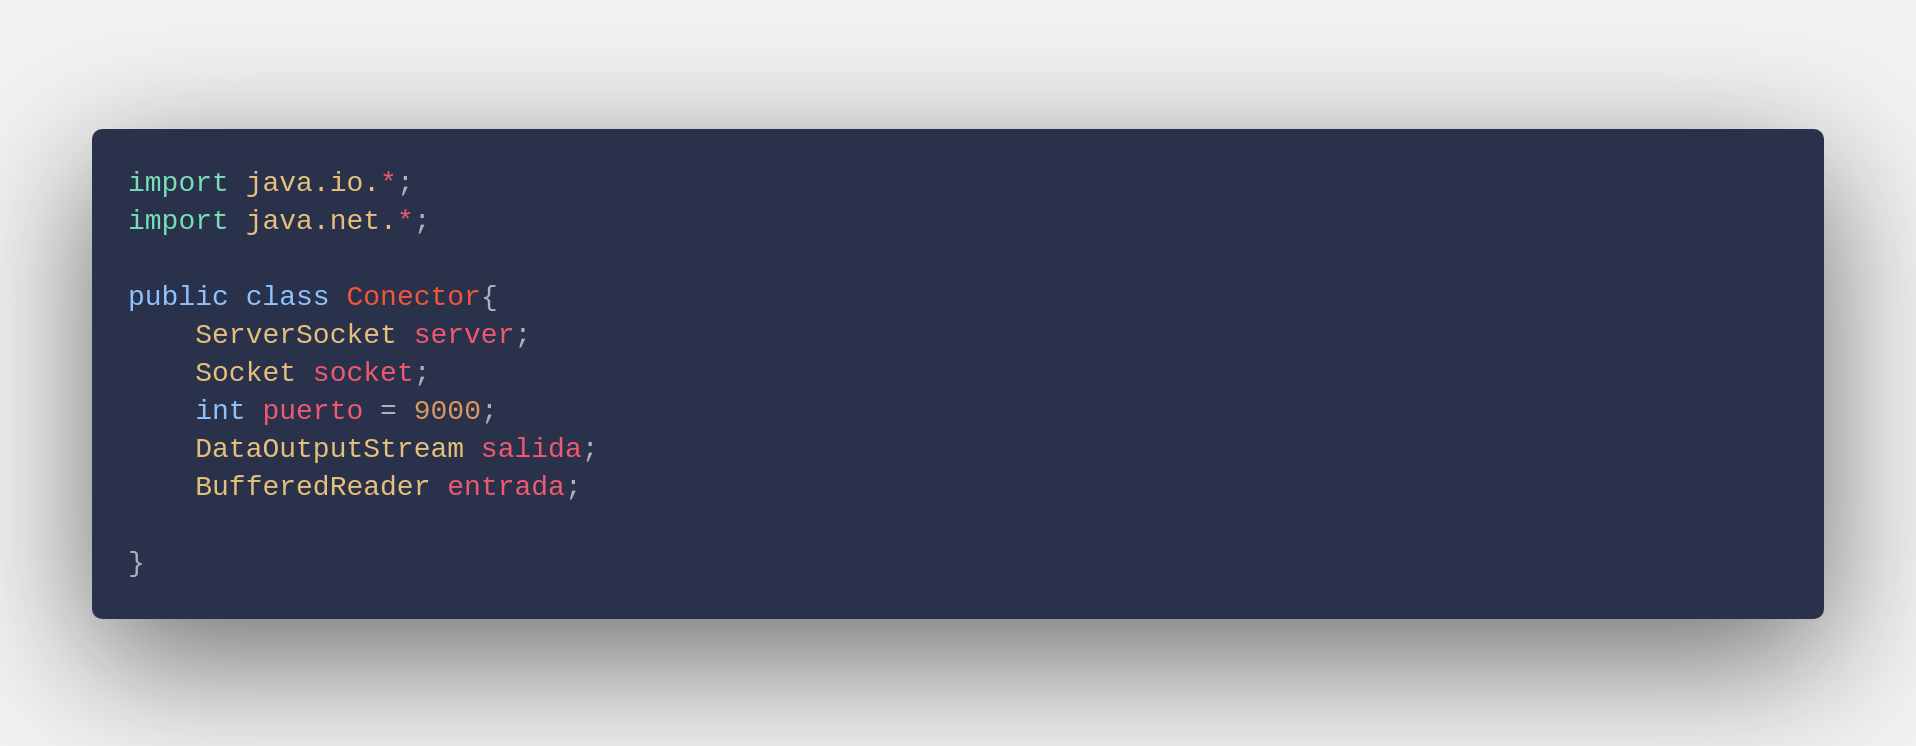 import java.io.*;
import java.net.*;

public class Conector{
    ServerSocket server;
    Socket socket;
    int puerto = 9000;
    DataOutputStream salida;
    BufferedReader entrada;

}